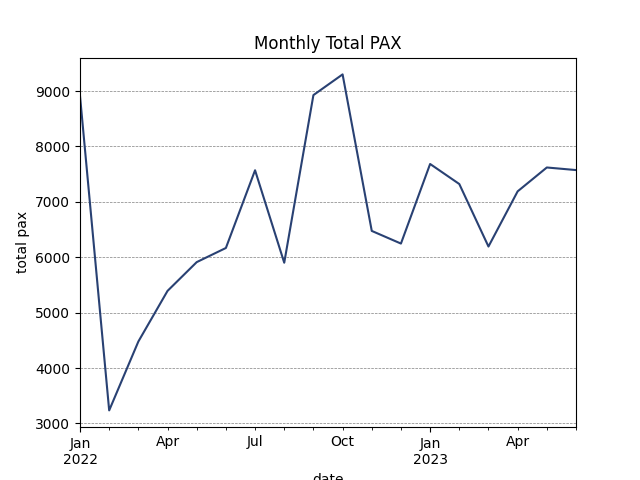 Monthly Total PAX
9000
8000
7000
6000
5000
4000
3000
total pax
Jan
2022
Apr
Jul
Oct
Jan
2023
Apr
date